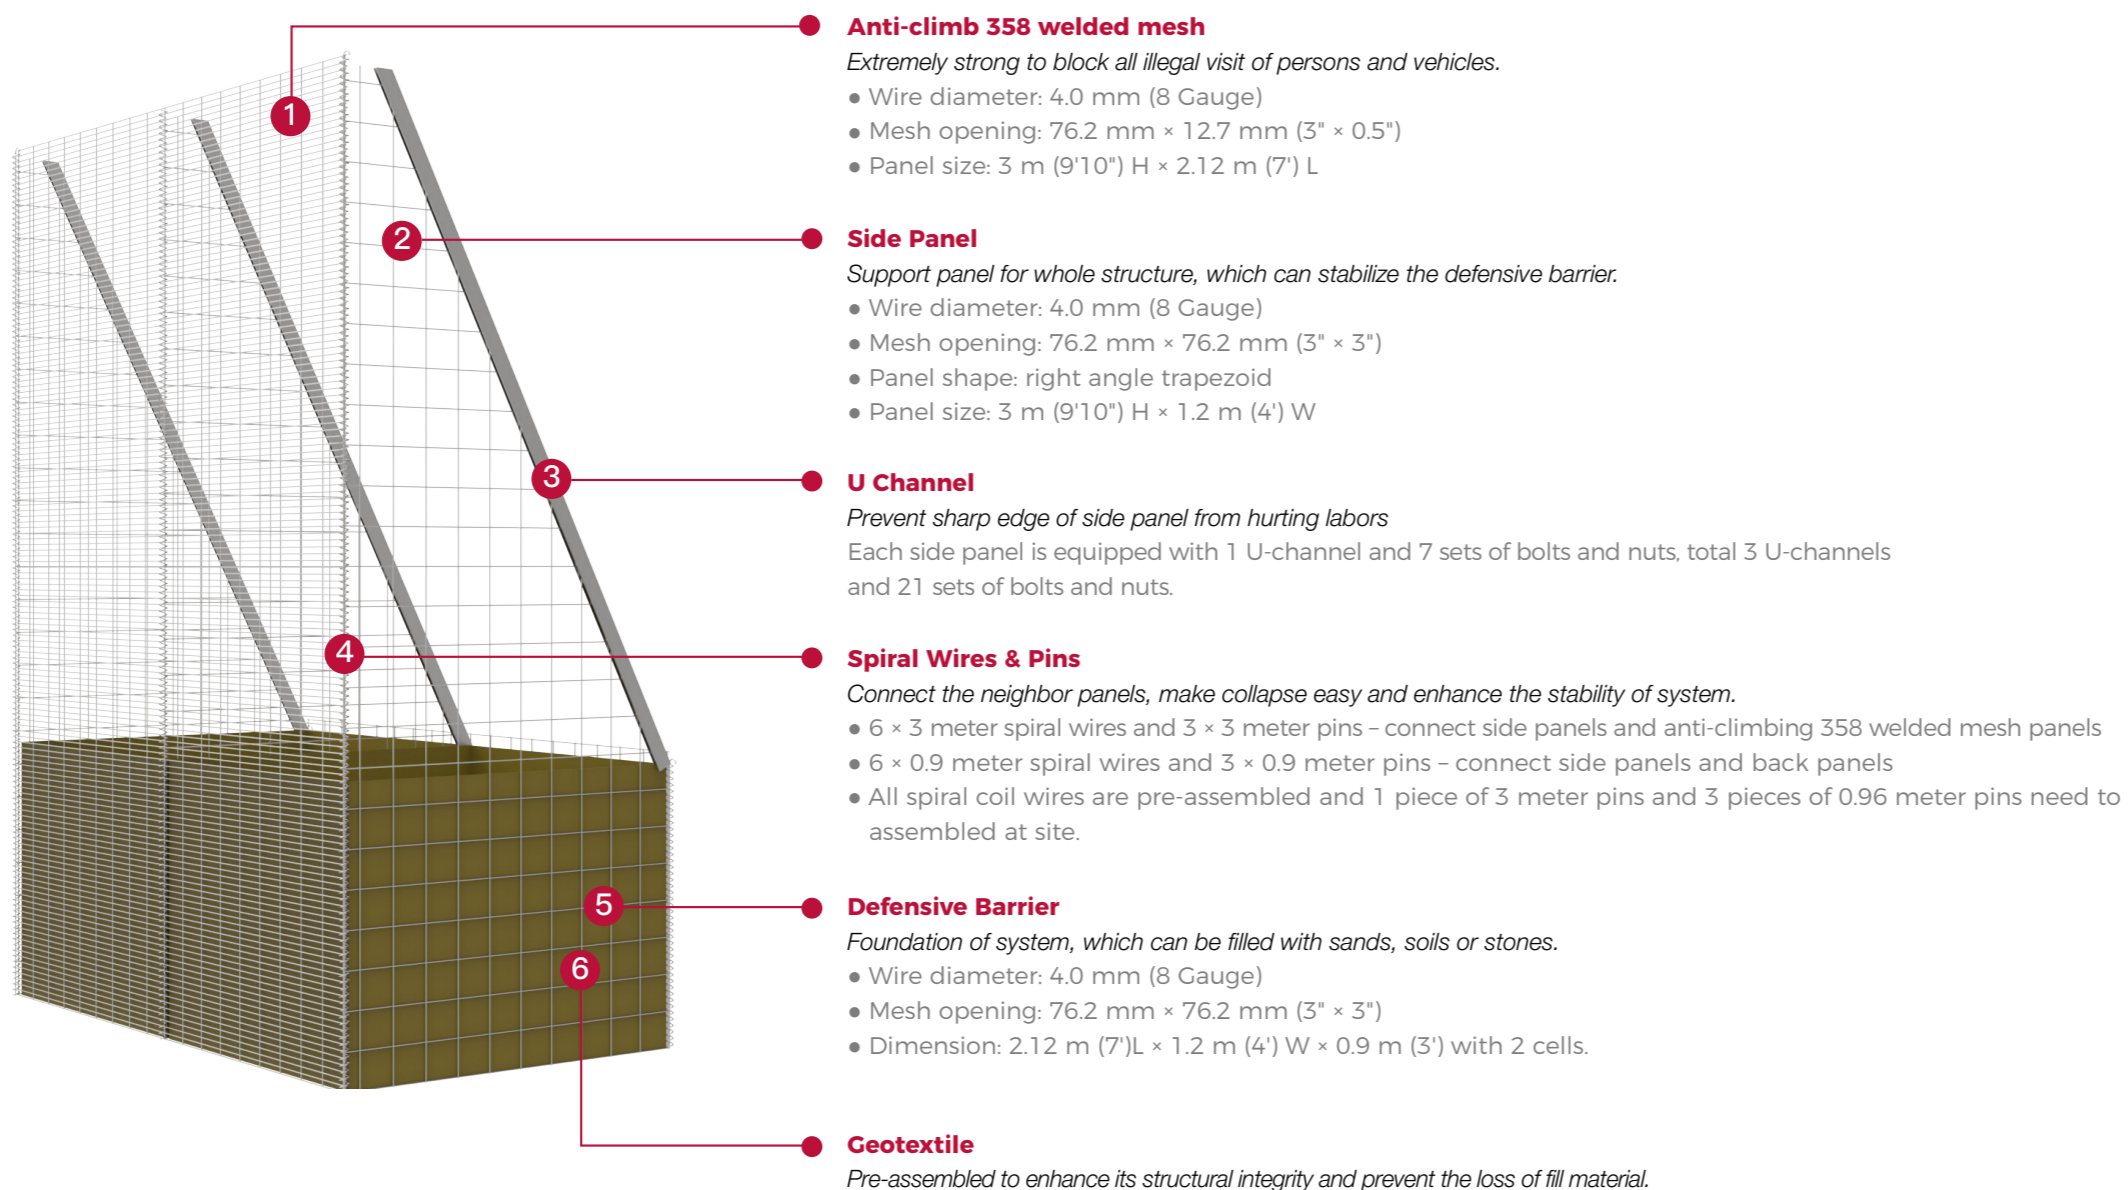 1
Anti-climb 358 welded mesh
Extremely strong to block all illegal visit of persons and vehicles.
● Wire diameter: 4.0 mm (8 Gauge)
● Mesh opening: 76.2 mm × 12.7 mm (3" × 0.5")
● Panel size: 3 m (9'10") H × 2.12 m (7') L
2
Side Panel
Support panel for whole structure, which can stabilize the defensive barrier.
● Wire diameter: 4.0 mm (8 Gauge)
● Mesh opening: 76.2 mm × 76.2 mm (3" × 3")
● Panel shape: right angle trapezoid
● Panel size: 3 m (9'10") H × 1.2 m (4') W
3
U Channel
Prevent sharp edge of side panel from hurting labors
Each side panel is equipped with 1 U-channel and 7 sets of bolts and nuts, total 3 U-channels
and 21 sets of bolts and nuts.
4
Spiral Wires & Pins
Connect the neighbor panels, make collapse easy and enhance the stability of system.
● 6 × 3 meter spiral wires and 3 × 3 meter pins – connect side panels and anti-climbing 358 welded mesh panels
● 6 × 0.9 meter spiral wires and 3 × 0.9 meter pins – connect side panels and back panels
● All spiral coil wires are pre-assembled and 1 piece of 3 meter pins and 3 pieces of 0.96 meter pins need to
assembled at site.
5
Defensive Barrier
Foundation of system, which can be filled with sands, soils or stones.
● Wire diameter: 4.0 mm (8 Gauge)
● Mesh opening: 76.2 mm × 76.2 mm (3" × 3")
● Dimension: 2.12 m (7')L × 1.2 m (4') W × 0.9 m (3') with 2 cells.
6
Geotextile
Pre-assembled to enhance its structural integrity and prevent the loss of fill material.